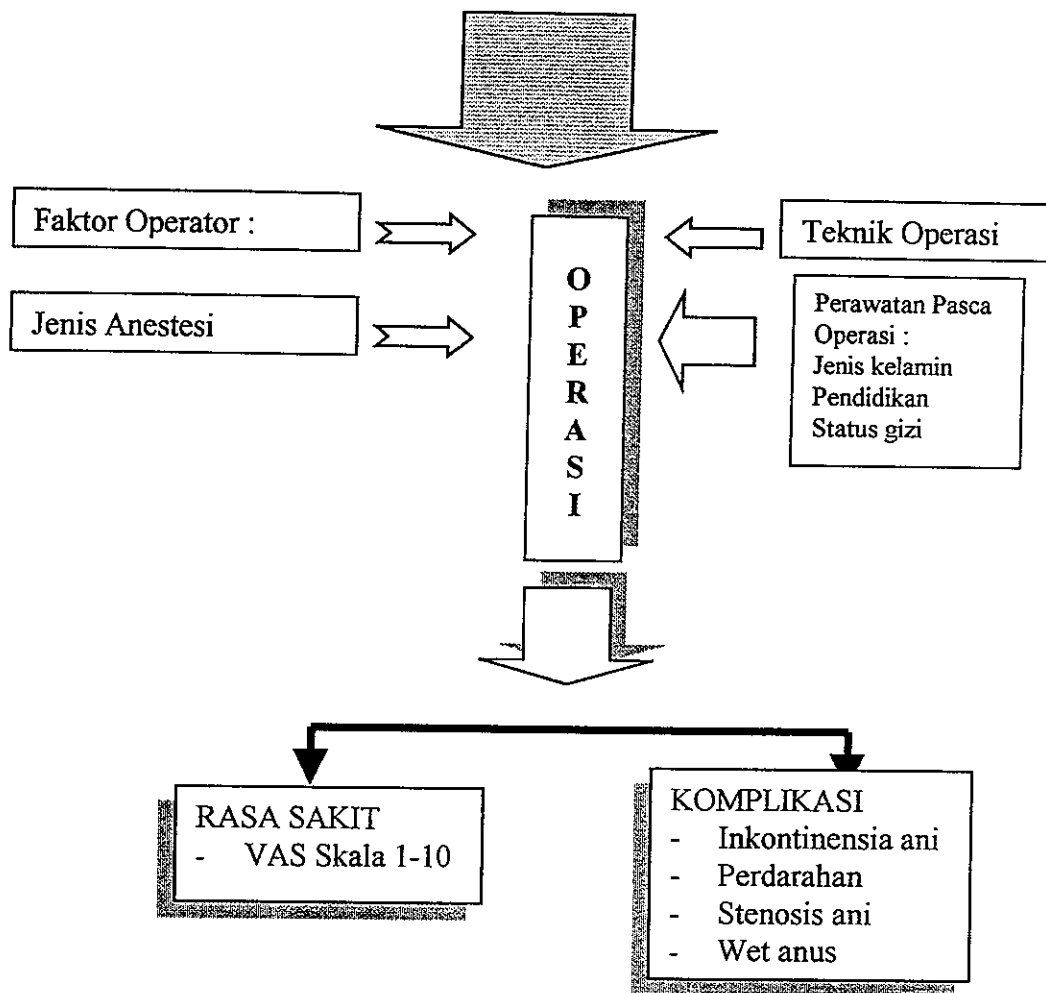 Faktor Operator :
Jenis Anestesi
OPERASI
Teknik Operasi
Perawatan Pasca
Operasi :
Jenis kelamin
Pendidikan
Status gizi
RASA SAKIT
- VAS Skala 1-10
KOMPLIKASI
- Inkontinensia ani
- Perdarahan
- Stenosis ani
- Wet anus